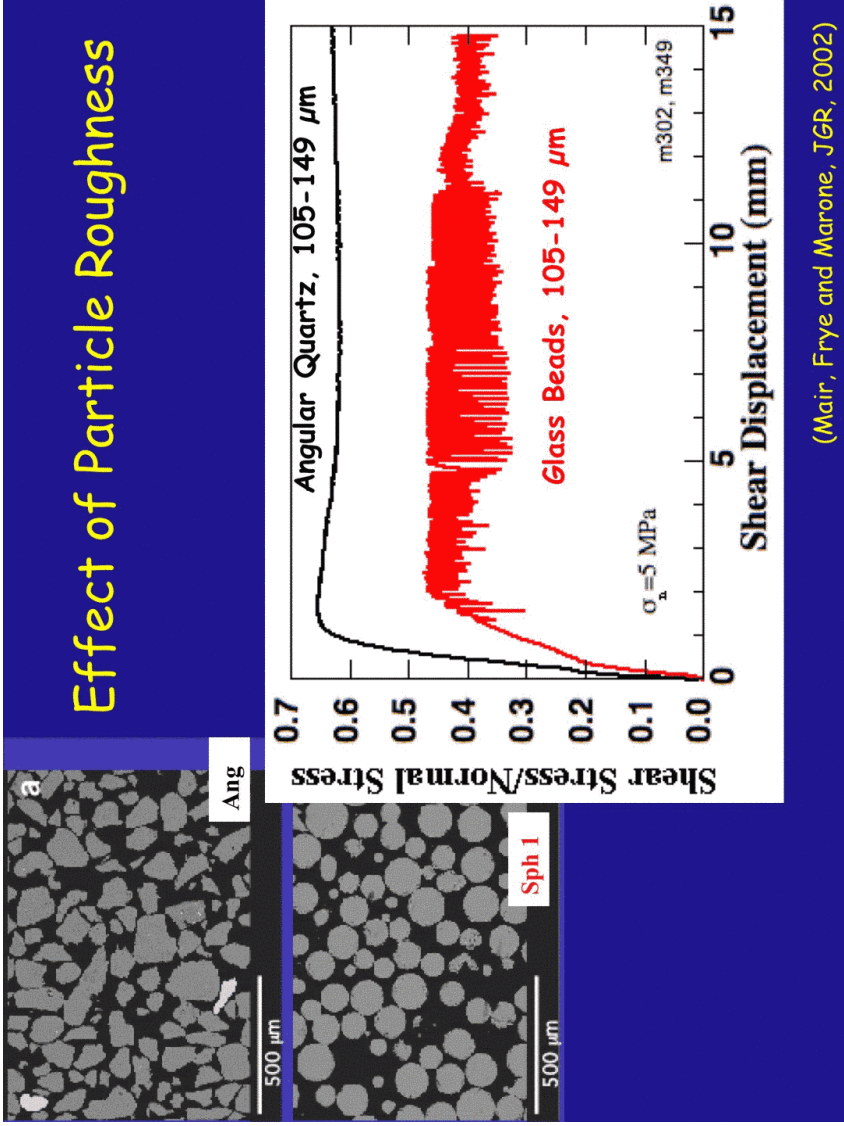 Effect of Particle Roughness
a
Ang
500 µm
Sph 1
500 µm
Angular Quartz, 105-149 µm
Glass Beads, 105-149 µm
σn=5 MPa
m302, m349
0.7
0.6
0.5
0.4
0.3
0.2
0.1
0.0
Shear Stress/Normal Stress
0
5
10
15
Shear Displacement (mm)
(Mair, Frye and Marone, JGR, 2002)